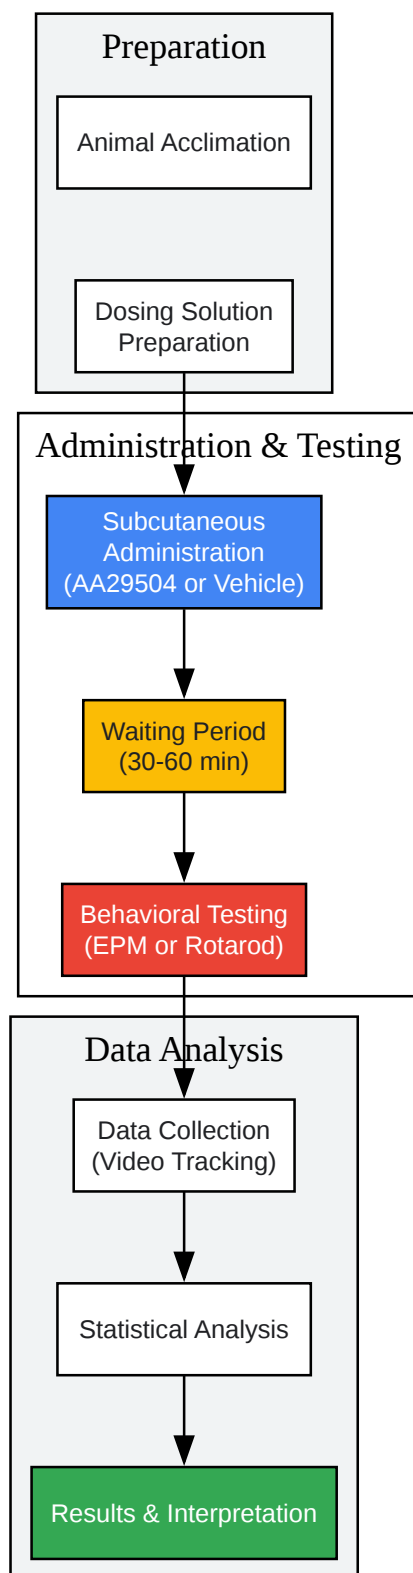 Preparation
Animal Acclimation
Dosing Solution
Preparation
Administration & Testing
Subcutaneous
Administration
(AA29504 or Vehicle)
Waiting Period
(30-60 min)
Behavioral Testing
(EPM or Rotarod)
Data Analysis
Data Collection
(Video Tracking)
Statistical Analysis
Results & Interpretation